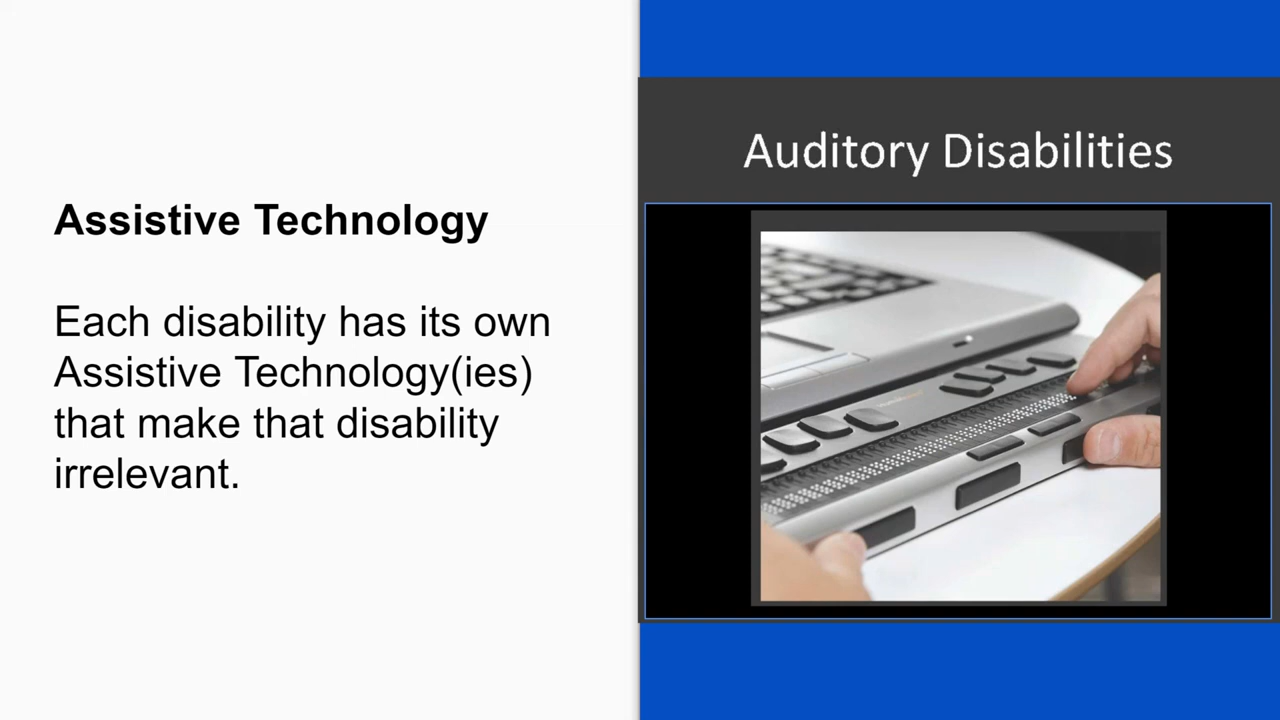 Assistive Technology
Each disability has its own
Assistive Technology(ies)
that make that disability
irrelevant.
Auditory Disabilities